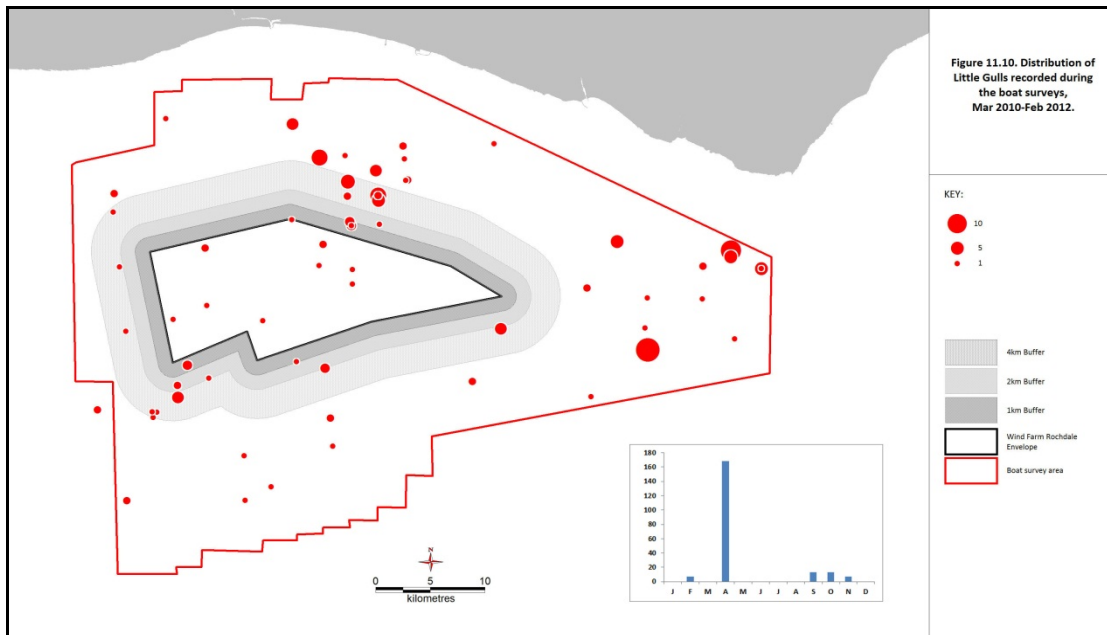 Figure 11.10. Distribution of
Little Gulls recorded during
the boat surveys,
Mar 2010-Feb 2012.
KEY:
10
5
1
4km Buffer
2km Buffer
1km Buffer
Wind Farm Rochdale
Envelope
Boat survey area
N
0 5 10
kilometres
180
160
140
120
100
80
60
40
20
0
J F M A M J J A S O N D